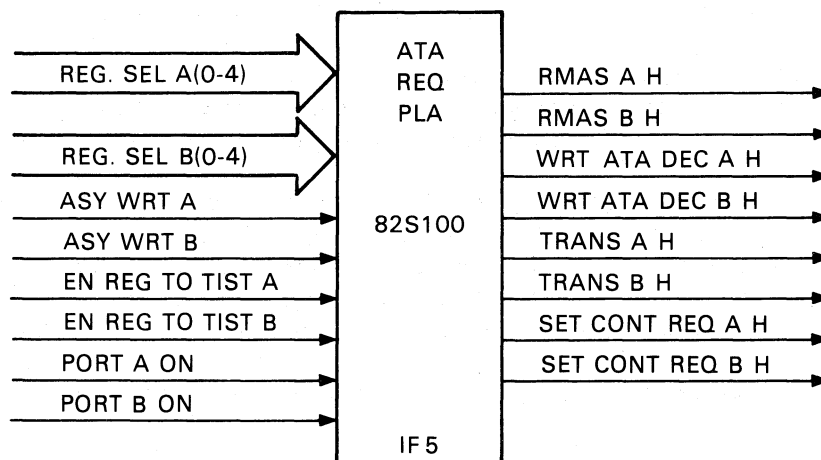 ATA
REQ
PLA
82S100
IF5
REG. SEL A(0-4)
REG. SEL B(0-4)
ASY WRT A
ASY WRT B
EN REG TO TIST A
EN REG TO TIST B
PORT A ON
PORT B ON
RMAS A H
RMAS B H
WRT ATA DEC A H
WRT ATA DEC B H
TRANS A H
TRANS B H
SET CONT REQ A H
SET CONT REQ B H